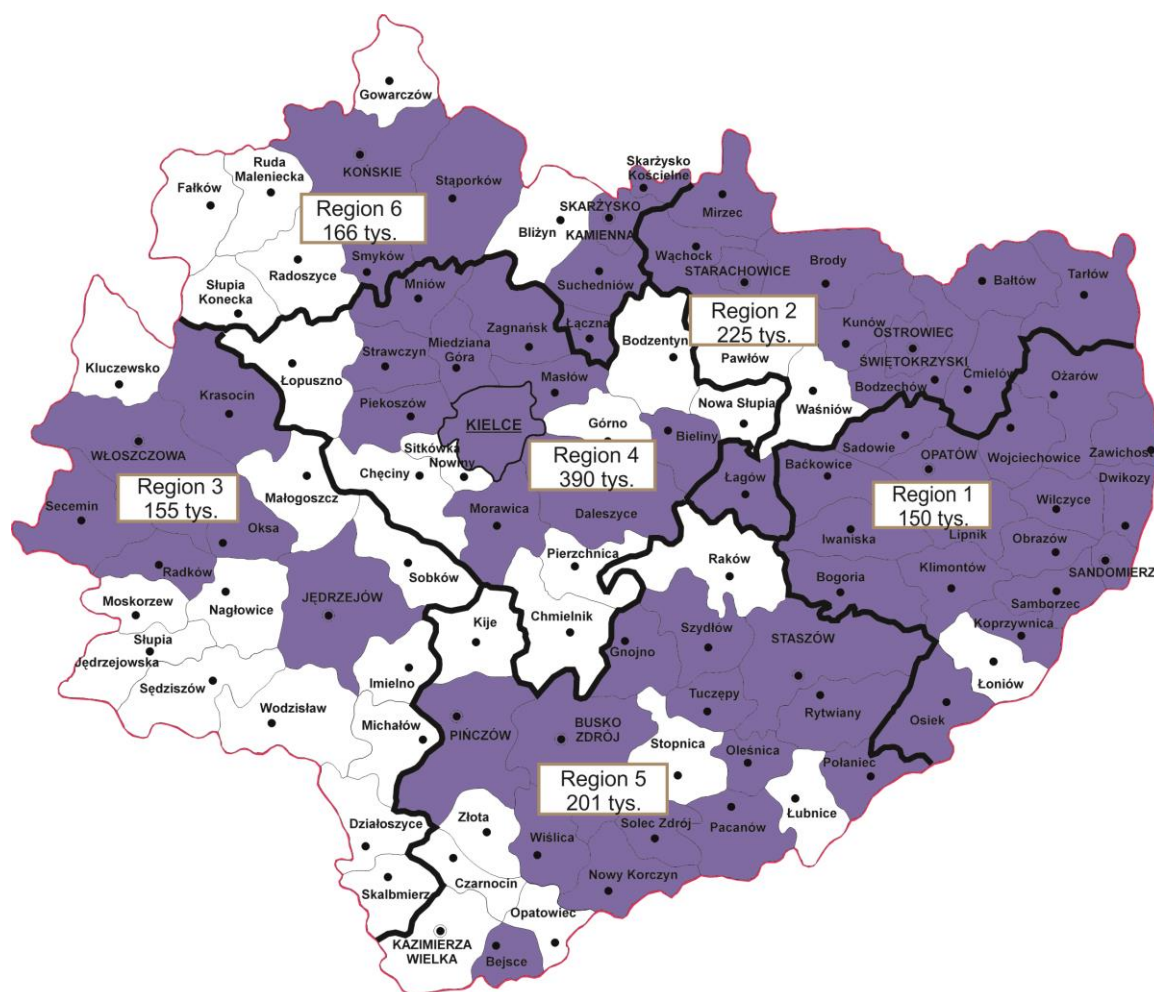 Gowarczów
Ruda
Maleniecka
KOŃSKIE
Skarżysko
Kościelne
Fałków
Stąporków
Region 6
166 tys.
SKARŻYSKO
KAMIENNA
Mirzec
Bliżyn
Smyków
Radoszyce
Wąchock
STARACHOWICE
Brody
Bałtów
Tarłów
Słupia
Konecka
Mniów
Suchedniów
Region 2
225 tys.
Zagnańsk
Łączna
Kunów
OSTROWIEC
ŚWIĘTOKRZYSKI
Kluczewsko
Łopuszno
Strawczyn
Miedziana
Góra
Bodzentyn
Pawłów
Bodzechów
Ćmielów
Ożarów
Krasocin
Masłów
Piekoszów
Nowa Słupia
Waśniów
KIELCE
Górno
Bieliny
WŁOSZCZOWA
Sitkówka
Nowiny
Sadowie
OPATÓW
Wojciechowice
Zawichost
Chęciny
Region 4
390 tys.
Baćkowice
Dwikozy
Region 3
155 tys.
Małogoszcz
Łagów
Region 1
150 tys.
Wilczyce
Secemin
Oksa
Morawica
Daleszyce
Iwaniska
Lipnik
Obrazów
Radków
Sobków
Pierzchnica
Raków
Bogoria
Klimontów
SANDOMIERZ
Moskorzew
Nagłowice
JĘDRZEJÓW
Samborzec
Koprzywnica
Słupia
Jędrzejowska
Kije
Chmielnik
Gnojno
Szydłów
STASZÓW
Łoniów
Sędziszów
Imielno
Tuczępy
Rytwiany
Osiek
Wodzisław
Michałów
PIŃCZÓW
BUSKO
ZDRÓJ
Stopnica
Oleśnica
Połaniec
Region 5
201 tys.
Łubnice
Działoszyce
Złota
Wiślica
Solec Zdrój
Pacanów
Skalbmierz
Czarnocin
Nowy Korczyn
Opatowiec
KAZIMIERZA
WIELKA
Bejsce